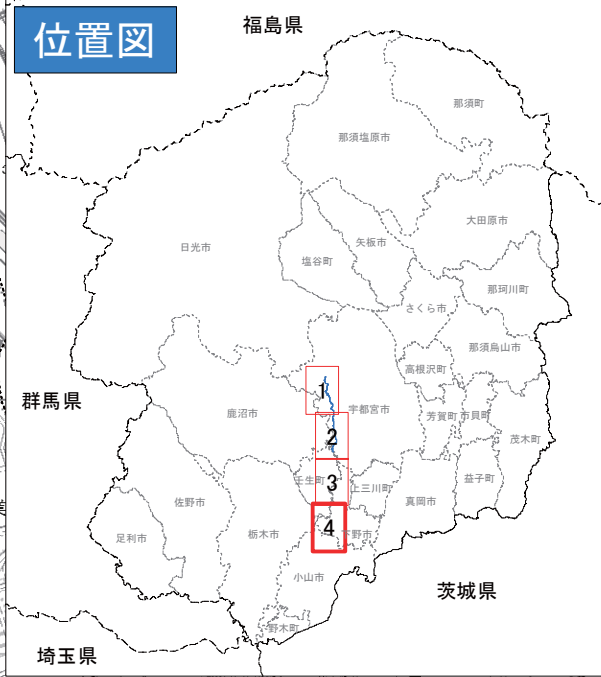 位置図
福島県
那須町
那須塩原市
大田原市
日光市
矢板市
塩谷町
那珂川町
さくら市
那須烏山市
高根沢町
1
群馬県
鹿沼市
宇都宮市
芳賀町
市貝町
茂木町
2
壬生町
3
上三川町
益子町
佐野市
真岡市
足利市
栃木市
4
下野市
小山市
茨城県
野木町
埼玉県